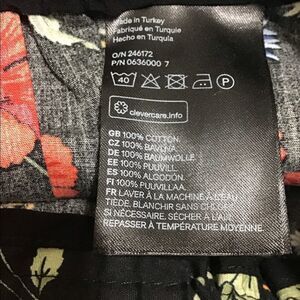 Made in Turkey
Fabriqué en Turquie
Hecho en Turquía
O/N 246172
P/N 0636000 7
40
P
clevercare.info
GB 100% COTTON.
CZ 100% BAVLNA.
DE 100% BAUMWOLLE.
EE 100% PUUVILL.
ES 100% ALGODÓN.
FI 100% PUUVILLAA.
FR LAVER À LA MACHINE À L'EAU
TIÈDE. BLANCHIR SANS CHLORE
SI NÉCESSAIRE. SÉCHER À L'AIR.
REPASSER À TEMPÉRATURE MOYENNE.